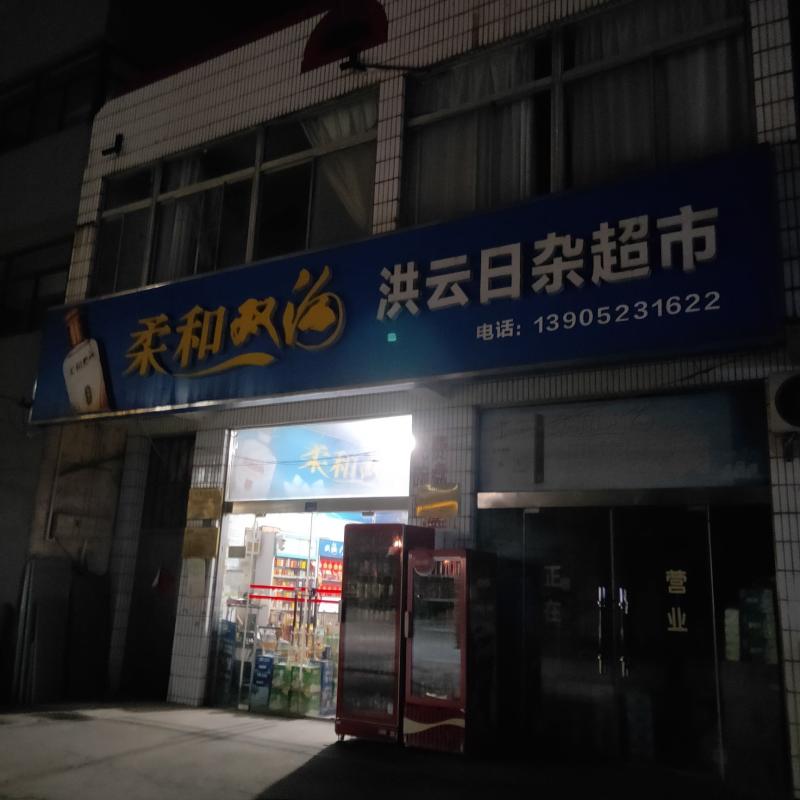 柔和双沟
洪云日杂超市
电话：13905231622
柔和双
正在
营业